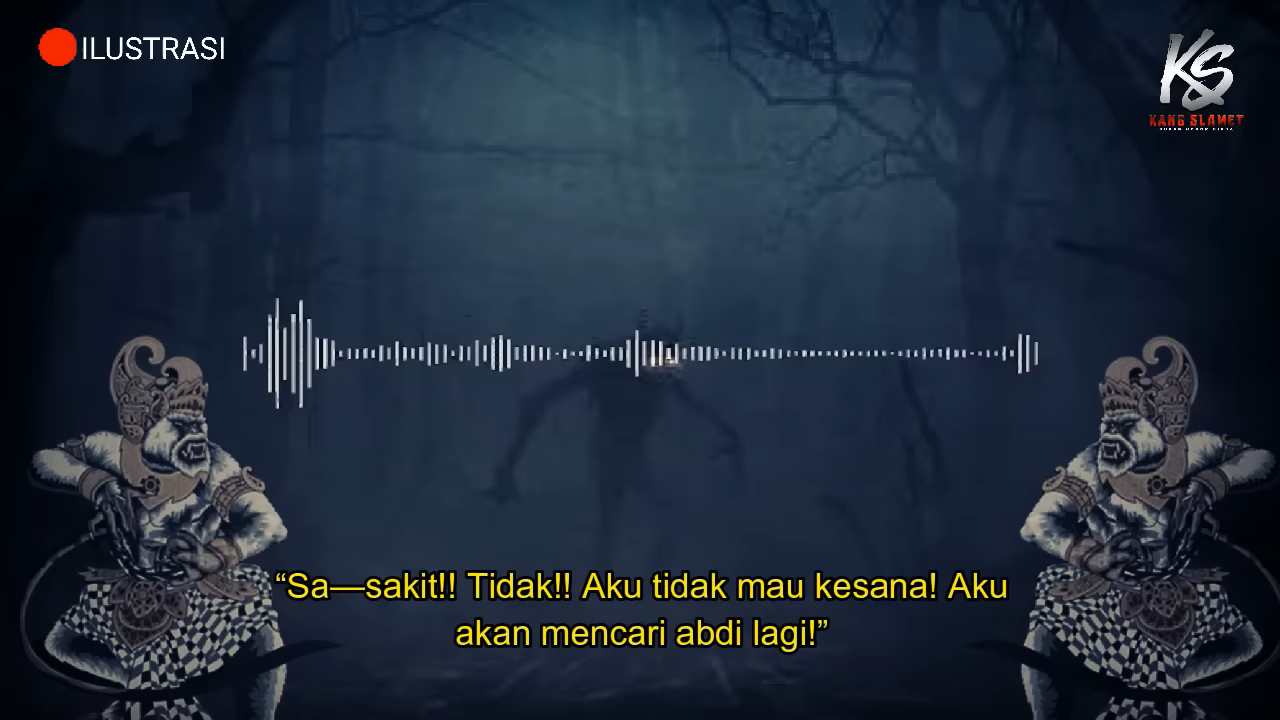 ILUSTRASI
KS
KANG SLAMET
“Sa—sakit!! Tidak!! Aku tidak mau kesana! Aku
akan mencari abdi lagi!”